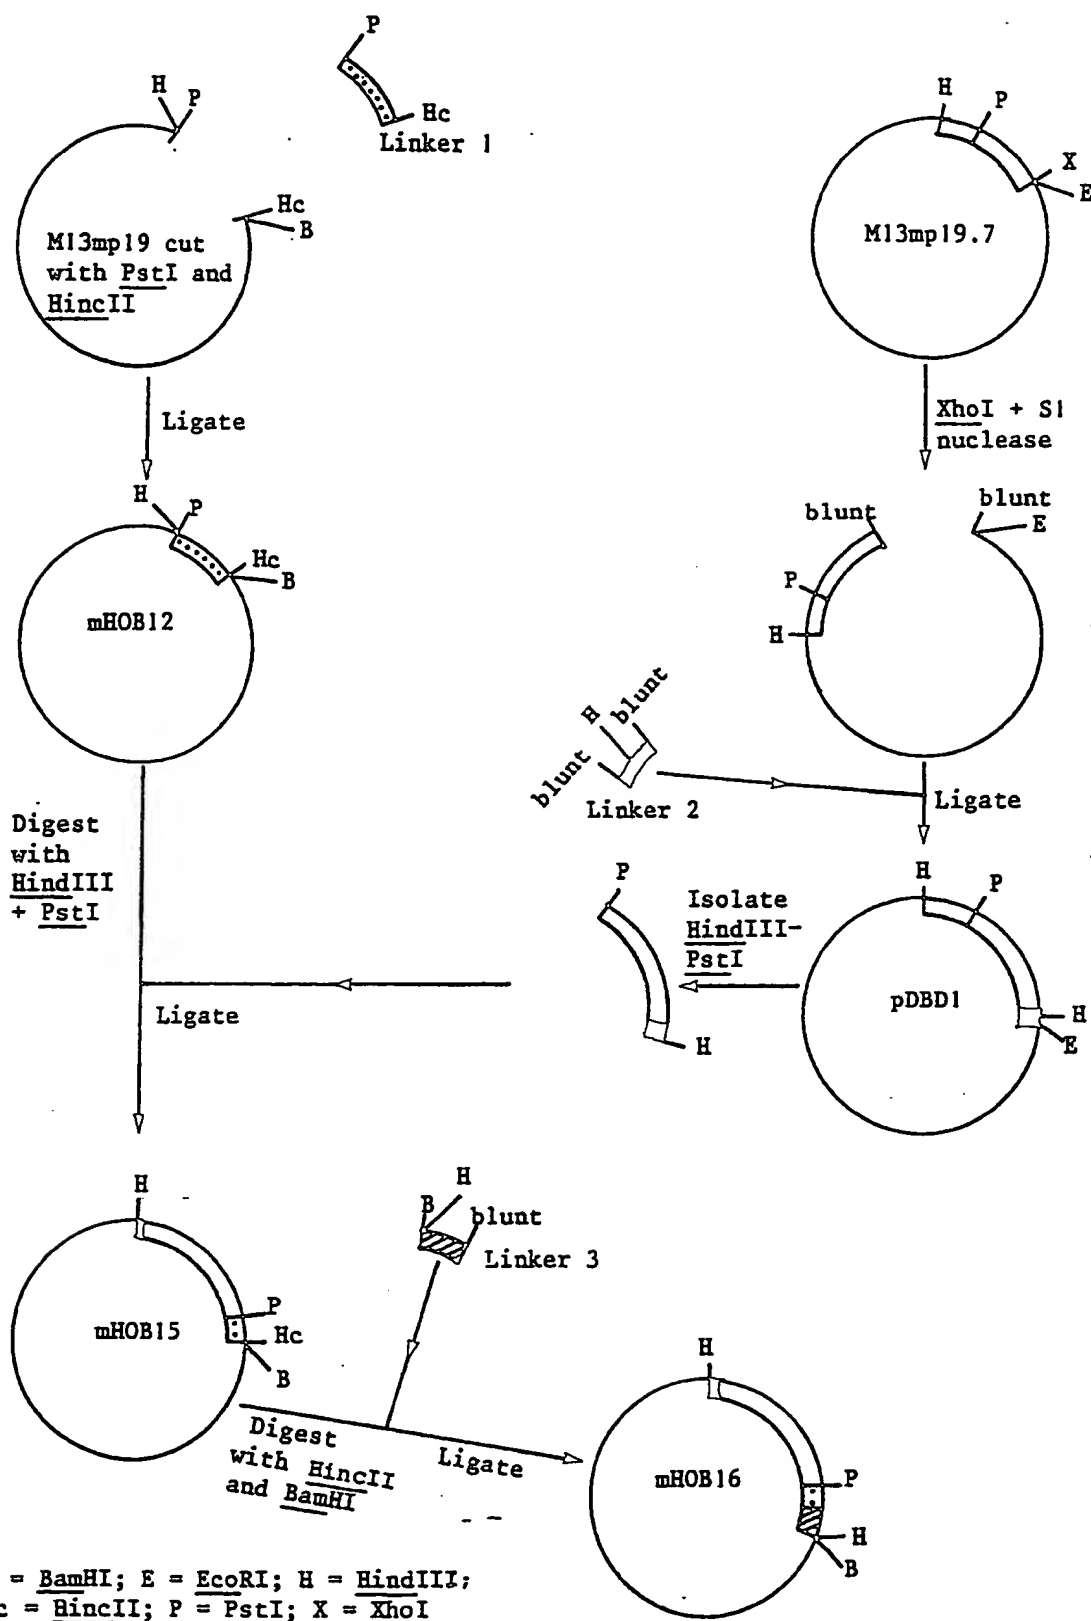 P
H
P
Hc
Linker 1
Hc
B
M13mp19 cut
with PstI and
HincII
H
P
X
E
M13mp19.7
Ligate
XhoI + S1
nuclease
H
P
Hc
B
mHOB12
blunt
blunt
E
P
H
H
blunt
blunt
Linker 2
Ligate
Digest
with
HindIII
+ PstI
P
Isolate
HindIII-
PstI
H
H
P
pDBD1
H
E
Ligate
H
mHOB15
P
Hc
B
B
H
blunt
Linker 3
Digest
with HincII
and BamHI
Ligate
H
mHOB16
P
H
B
= BamHI; E = EcoRI; H = HindIII;
c = HincII; P = PstI; X = XhoI